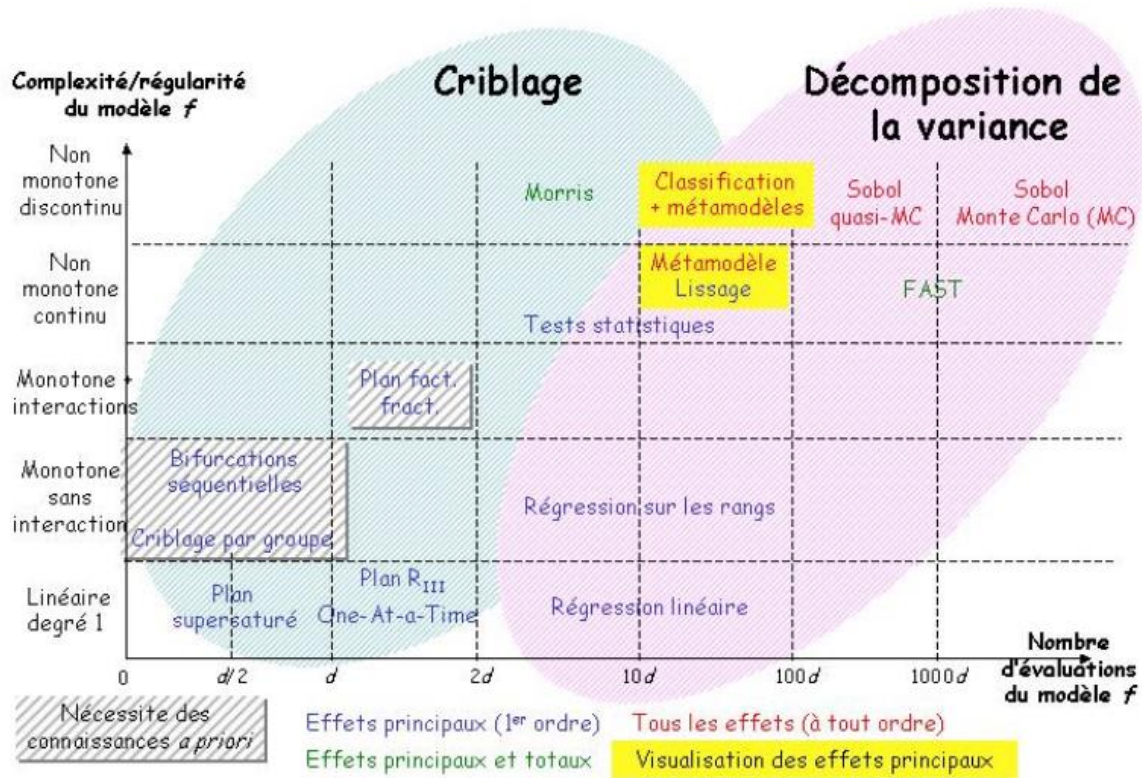 Complexité/régularité
du modèle f
Criblage
Décomposition de
la variance
Non
monotone
discontinu
Morris
Classification
+ métamodèles
Sobol
quasi-MC
Sobol
Monte Carlo (MC)
Non
monotone
continu
Métamodèle
Lissage
FAST
Tests statistiques
Monotone +
interactions
Plan fact.
fract.
Monotone
sans
interaction
Bifurcations
séquentielles
Criblage par groupe
Régression sur les rangs
Linéaire
degré 1
Plan
supersaturé
Plan RIII
One-At-a-Time
Régression linéaire
0 d/2 d 2d 10d 100d 1000d
Nombre
d'évaluations
du modèle f
Nécessite des
connaissances a priori
Effets principaux (1er ordre)
Tous les effets (à tout ordre)
Effets principaux et totaux
Visualisation des effets principaux